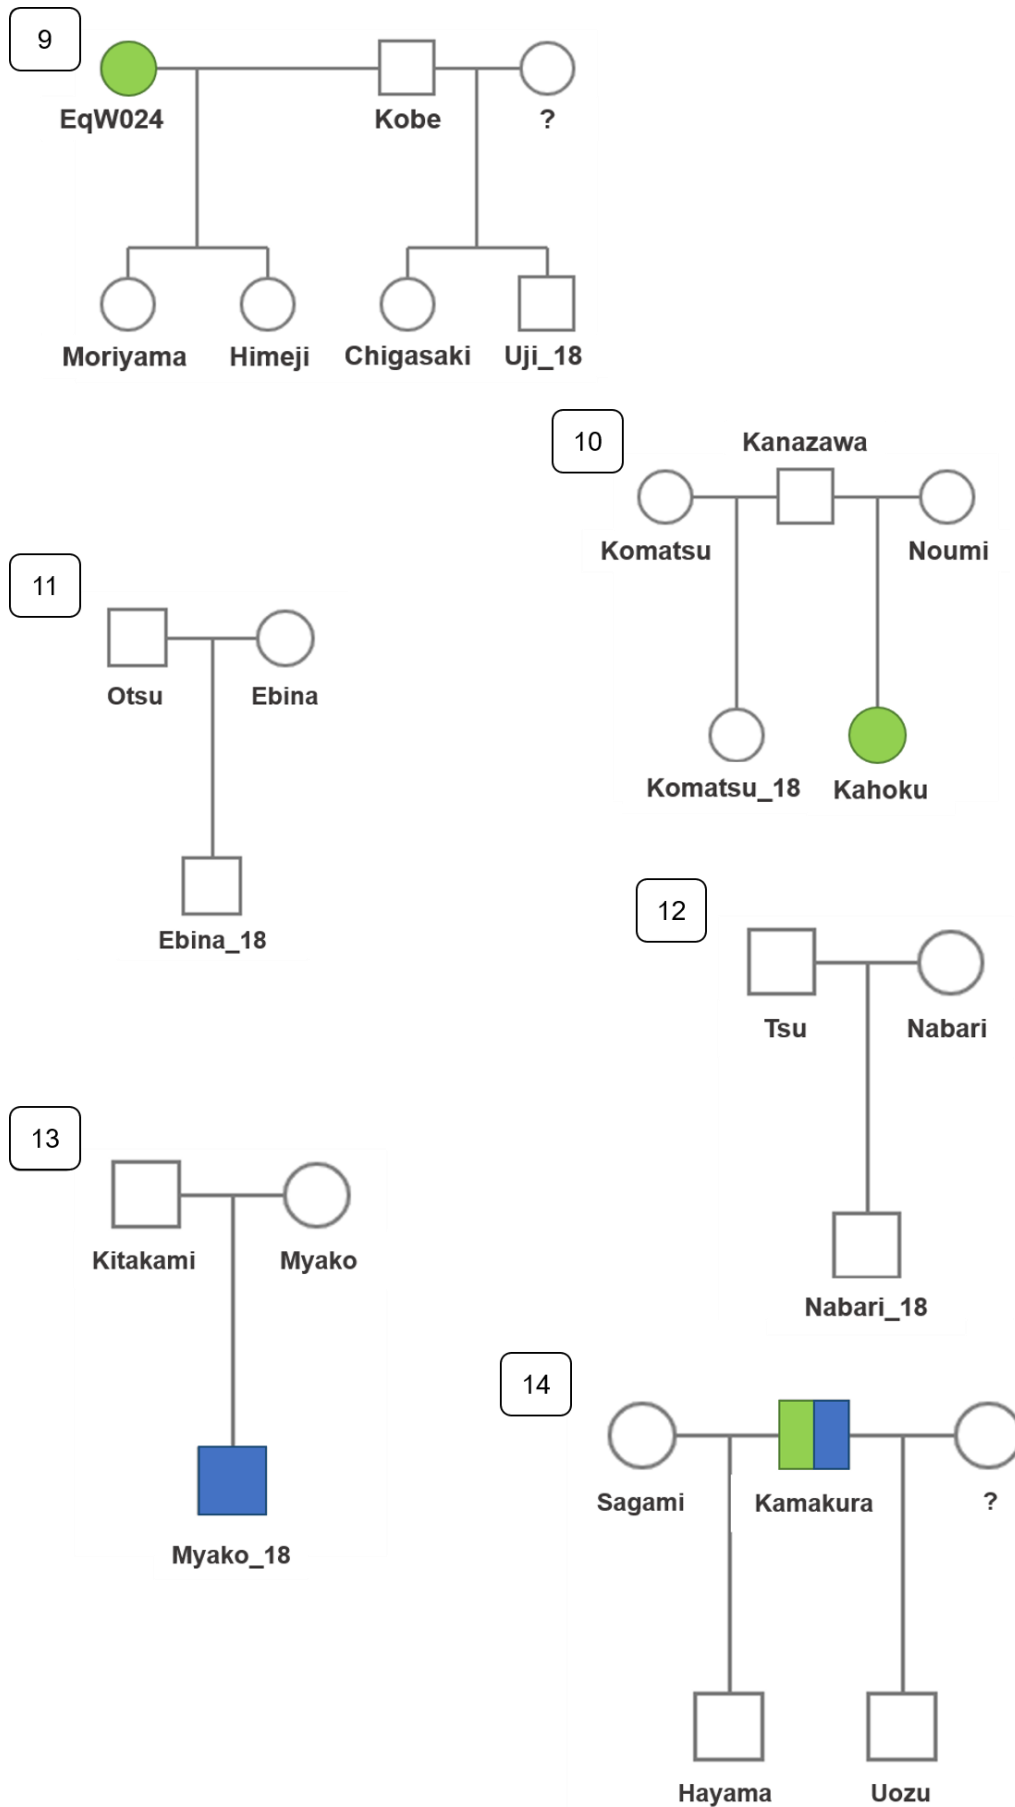 9
EqW024 Kobe ?
Moriyama Himeji Chigasaki Uji_18
10
Kanazawa
Komatsu Noumi
Komatsu_18 Kahoku
11
Otsu Ebina
Ebina_18
12
Tsu Nabari
Nabari_18
13
Kitakami Myako
Myako_18
14
Sagami Kamakura ?
Hayama Uozu